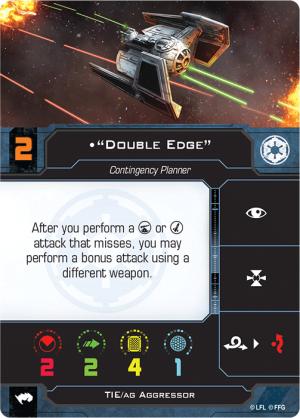 •“Double Edge”
2
Contingency Planner
After you perform a or
attack that misses, you may
perform a bonus attack using a
different weapon.
2 2 4 1
TIE/ag Aggressor
© LFL © FFG